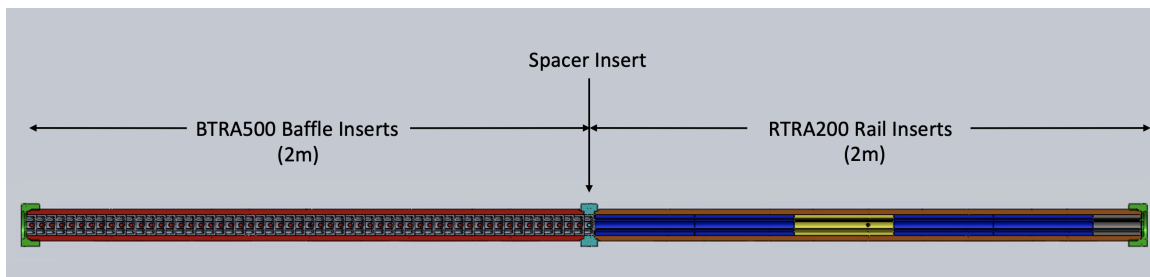 Spacer Insert
BTRA500 Baffle Inserts
(2m)
RTRA200 Rail Inserts
(2m)